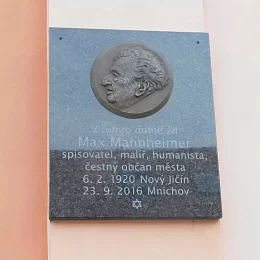 V tomto domě žil
Max Mannheimer
spisovatel, malíř, humanista,
čestný občan města
6. 2. 1920 Nový Jičín
23. 9. 2016 Mnichov